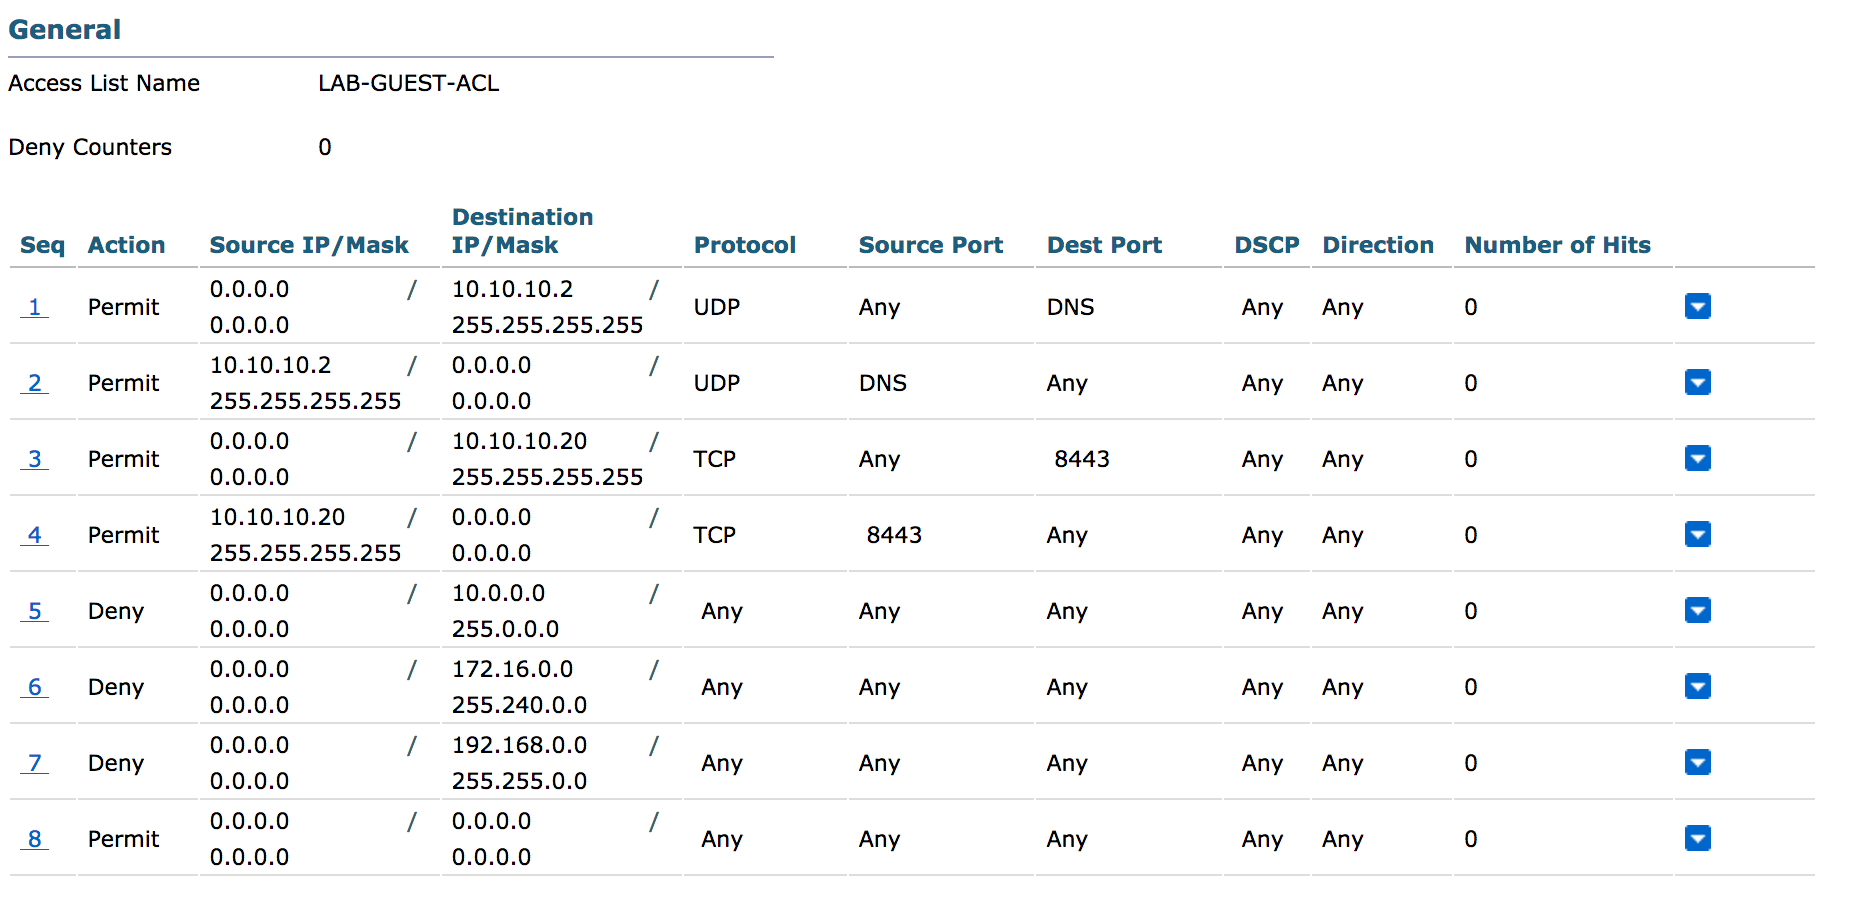 General
Access List Name LAB-GUEST-ACL
Deny Counters 0
Seq Action Source IP/Mask Destination IP/Mask Protocol Source Port Dest Port DSCP Direction Number of Hits
1 Permit 0.0.0.0 / 0.0.0.0 10.10.10.2 / 255.255.255.255 UDP Any DNS Any Any 0
2 Permit 10.10.10.2 / 255.255.255.255 0.0.0.0 / 0.0.0.0 UDP DNS Any Any Any 0
3 Permit 0.0.0.0 / 0.0.0.0 10.10.10.20 / 255.255.255.255 TCP Any 8443 Any Any 0
4 Permit 10.10.10.20 / 255.255.255.255 0.0.0.0 / 0.0.0.0 TCP 8443 Any Any Any 0
5 Deny 0.0.0.0 / 0.0.0.0 10.0.0.0 / 255.0.0.0 Any Any Any Any Any 0
6 Deny 0.0.0.0 / 0.0.0.0 172.16.0.0 / 255.240.0.0 Any Any Any Any Any 0
7 Deny 0.0.0.0 / 0.0.0.0 192.168.0.0 / 255.255.0.0 Any Any Any Any Any 0
8 Permit 0.0.0.0 / 0.0.0.0 0.0.0.0 / 0.0.0.0 Any Any Any Any Any 0